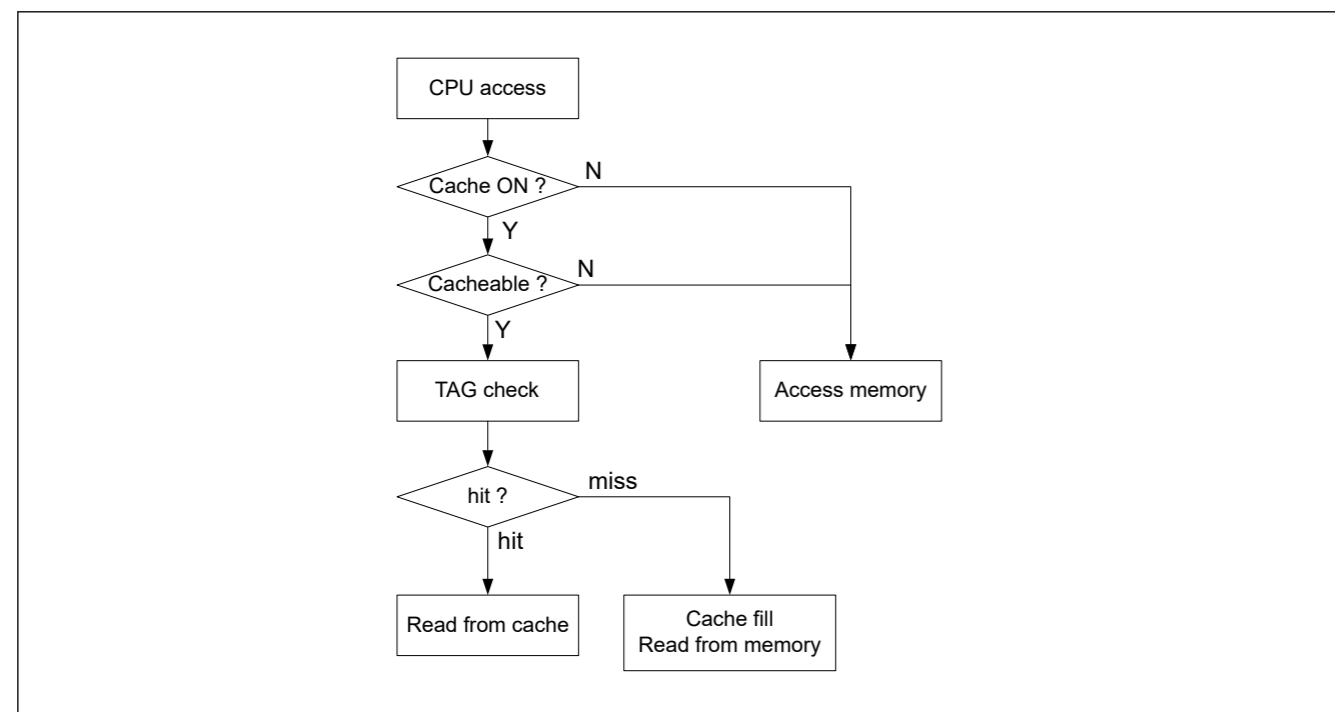 CPU access
Cache ON ?
N
Y
Cacheable ?
N
Y
TAG check
Access memory
hit ?
miss
hit
Read from cache
Cache fill
Read from memory